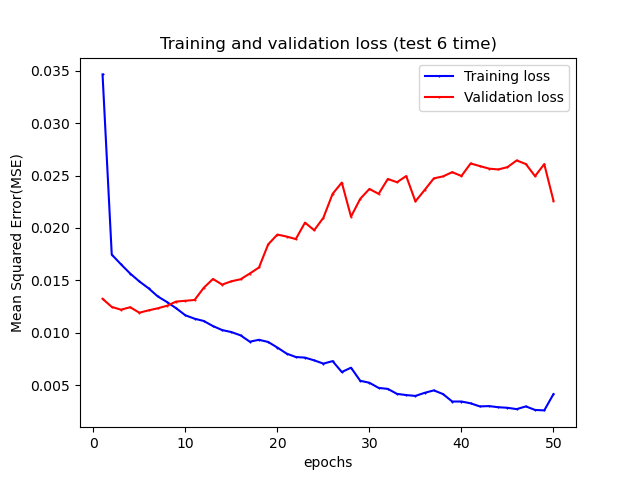 Training and validation loss (test 6 time)
Training loss
Validation loss
0.035
0.030
0.025
0.020
0.015
0.010
0.005
Mean Squared Error(MSE)
0 10 20 30 40 50
epochs